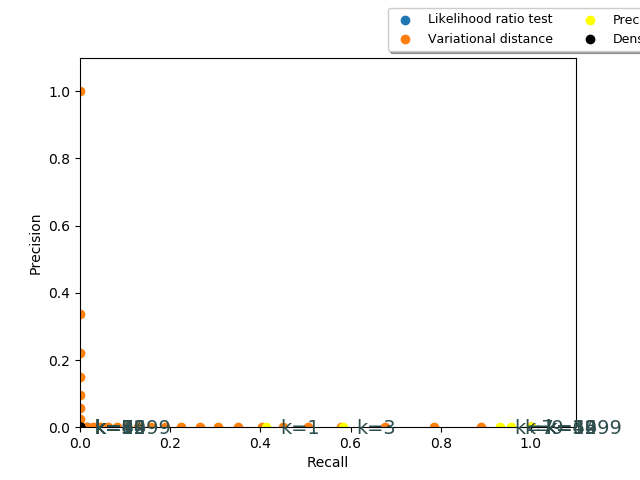 Likelihood ratio test
Variational distance
Prec
Dens
Precision
1.0
0.8
0.6
0.4
0.2
0.0
k=1
k=3
0.0
0.2
0.4
0.6
0.8
1.0
Recall